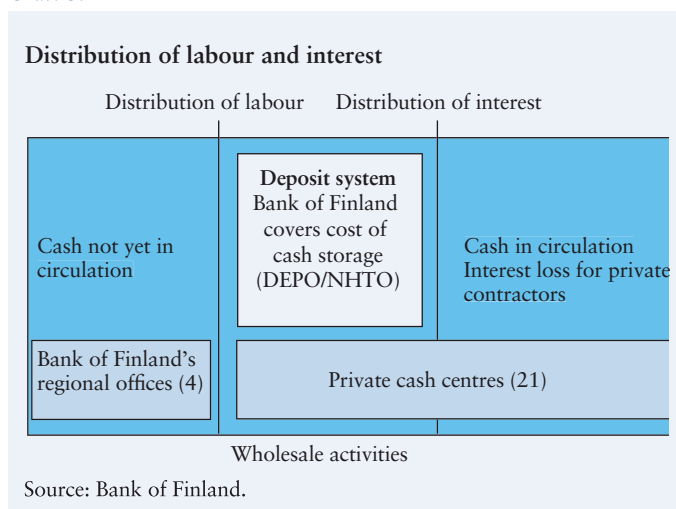 Distribution of labour and interest
Distribution of labour
Distribution of interest
Deposit system
Bank of Finland
covers cost of
cash storage
(DEPO/NHTO)
Cash not yet in
circulation
Cash in circulation
Interest loss for private
contractors
Bank of Finland's
regional offices (4)
Private cash centres (21)
Wholesale activities
Source: Bank of Finland.